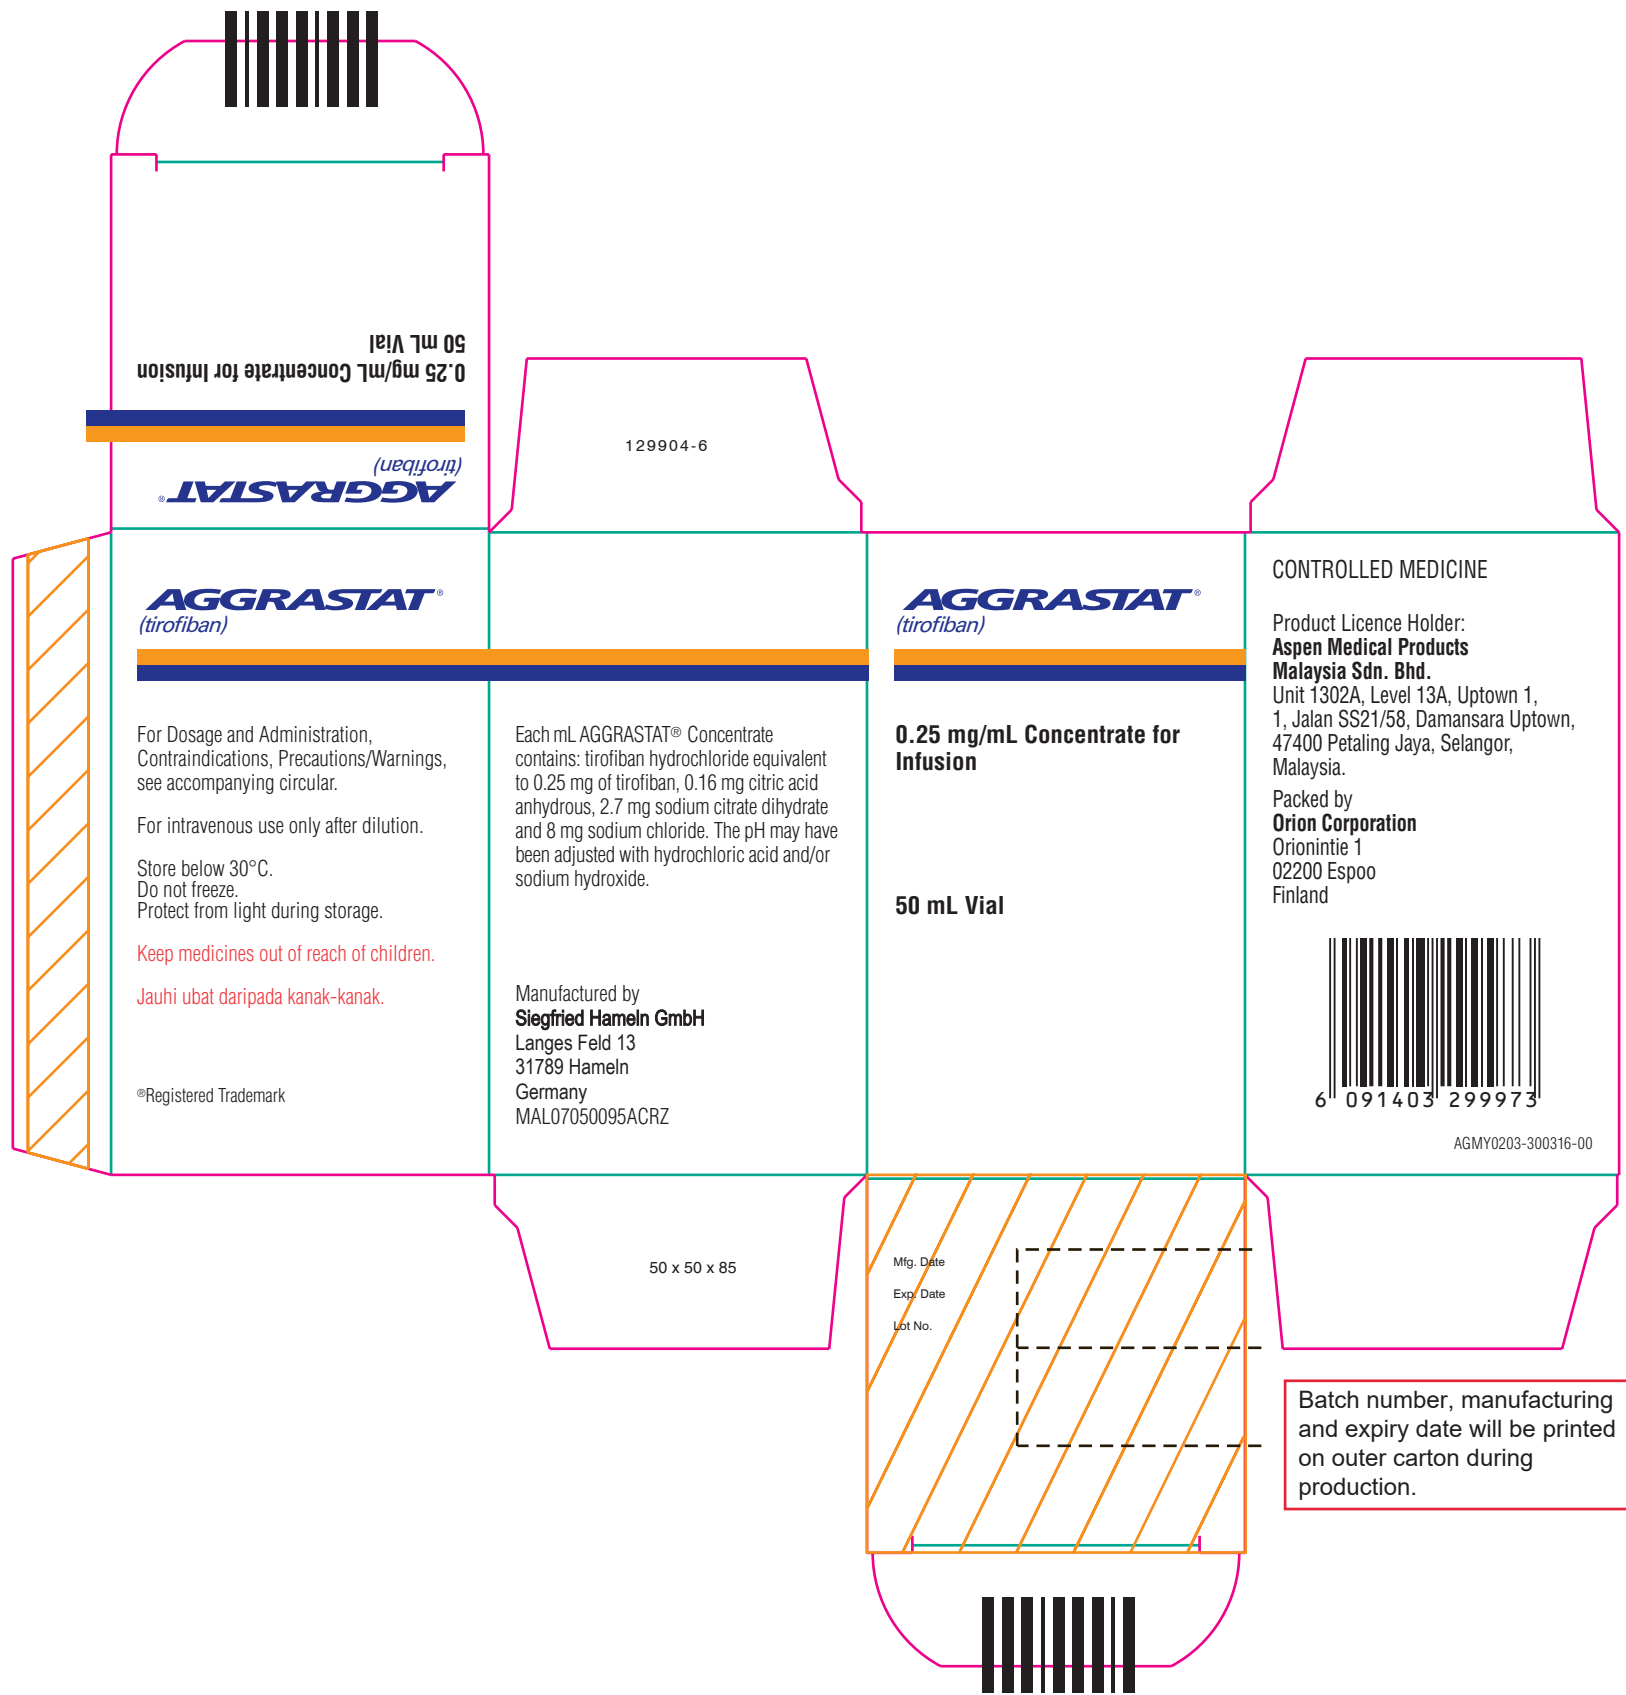 0.25 mg/mL Concentrate for Infusion
50 mL Vial
AGGRASTAT®
(tirofiban)
129904-6
AGGRASTAT®
(tirofiban)
For Dosage and Administration,
Contraindications, Precautions/Warnings,
see accompanying circular.
For intravenous use only after dilution.
Store below 30°C.
Do not freeze.
Protect from light during storage.
Keep medicines out of reach of children.
Jauhi ubat daripada kanak-kanak.
®Registered Trademark
Each mL AGGRASTAT® Concentrate
contains: tirofiban hydrochloride equivalent
to 0.25 mg of tirofiban, 0.16 mg citric acid
anhydrous, 2.7 mg sodium citrate dihydrate
and 8 mg sodium chloride. The pH may have
been adjusted with hydrochloric acid and/or
sodium hydroxide.
Manufactured by
Siegfried Hameln GmbH
Langes Feld 13
31789 Hameln
Germany
MAL07050095ACRZ
AGGRASTAT®
(tirofiban)
0.25 mg/mL Concentrate for
Infusion
50 mL Vial
CONTROLLED MEDICINE
Product Licence Holder:
Aspen Medical Products
Malaysia Sdn. Bhd.
Unit 1302A, Level 13A, Uptown 1,
1, Jalan SS21/58, Damansara Uptown,
47400 Petaling Jaya, Selangor,
Malaysia.
Packed by
Orion Corporation
Orionintie 1
02200 Espoo
Finland
6 091403 299973
AGMY0203-300316-00
50 x 50 x 85
Mfg. Date
Exp. Date
Lot No.
Batch number, manufacturing
and expiry date will be printed
on outer carton during
production.